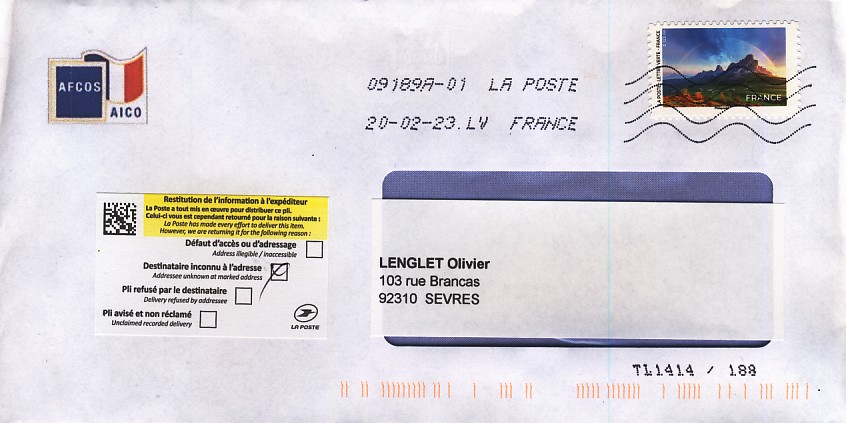 AFCOS
AICO
09189A-01 LA POSTE
20-02-23.LV FRANCE
LA POSTE - LETTRE VERTE - FRANCE
FRANCE
Restitution de l'information à l'expéditeur
La Poste a tout mis en œuvre pour distribuer ce pli.
Celui-ci vous est cependant retourné pour la raison suivante :
La Poste has made every effort to deliver this item.
However, we are returning it for the following reason :
Défaut d'accès ou d'adressage
Address illegible / inaccessible
Destinataire inconnu à l'adresse
Addressee unknown at marked address
Pli refusé par le destinataire
Delivery refused by addressee
Pli avisé et non réclamé
Unclaimed recorded delivery
LA POSTE
LENGLET Olivier
103 rue Brancas
92310 SEVRES
TL1414 / 188